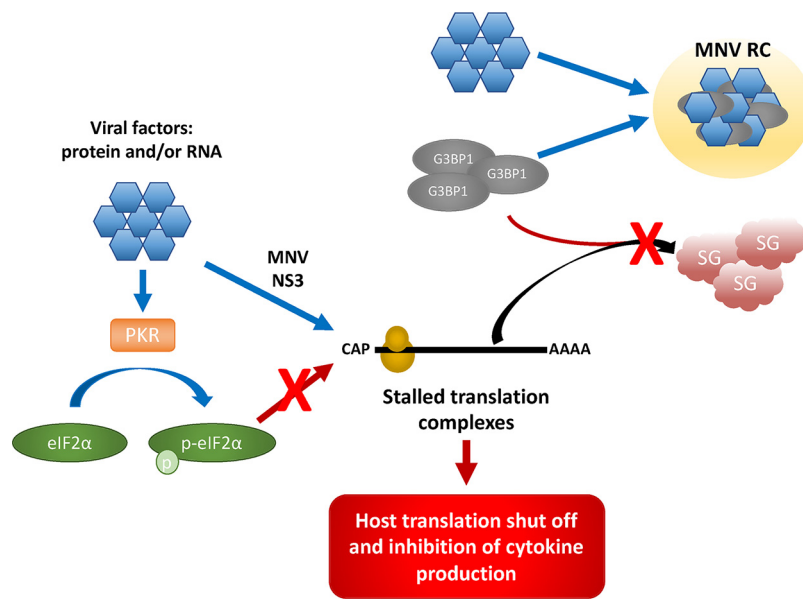 MNV RC
Viral factors:
protein and/or RNA
G3BP1
G3BP1
G3BP1
MNV
NS3
SG
SG
SG
PKR
CAP
AAAA
Stalled translation
complexes
eIF2α
p-eIF2α
p
Host translation shut off
and inhibition of cytokine
production